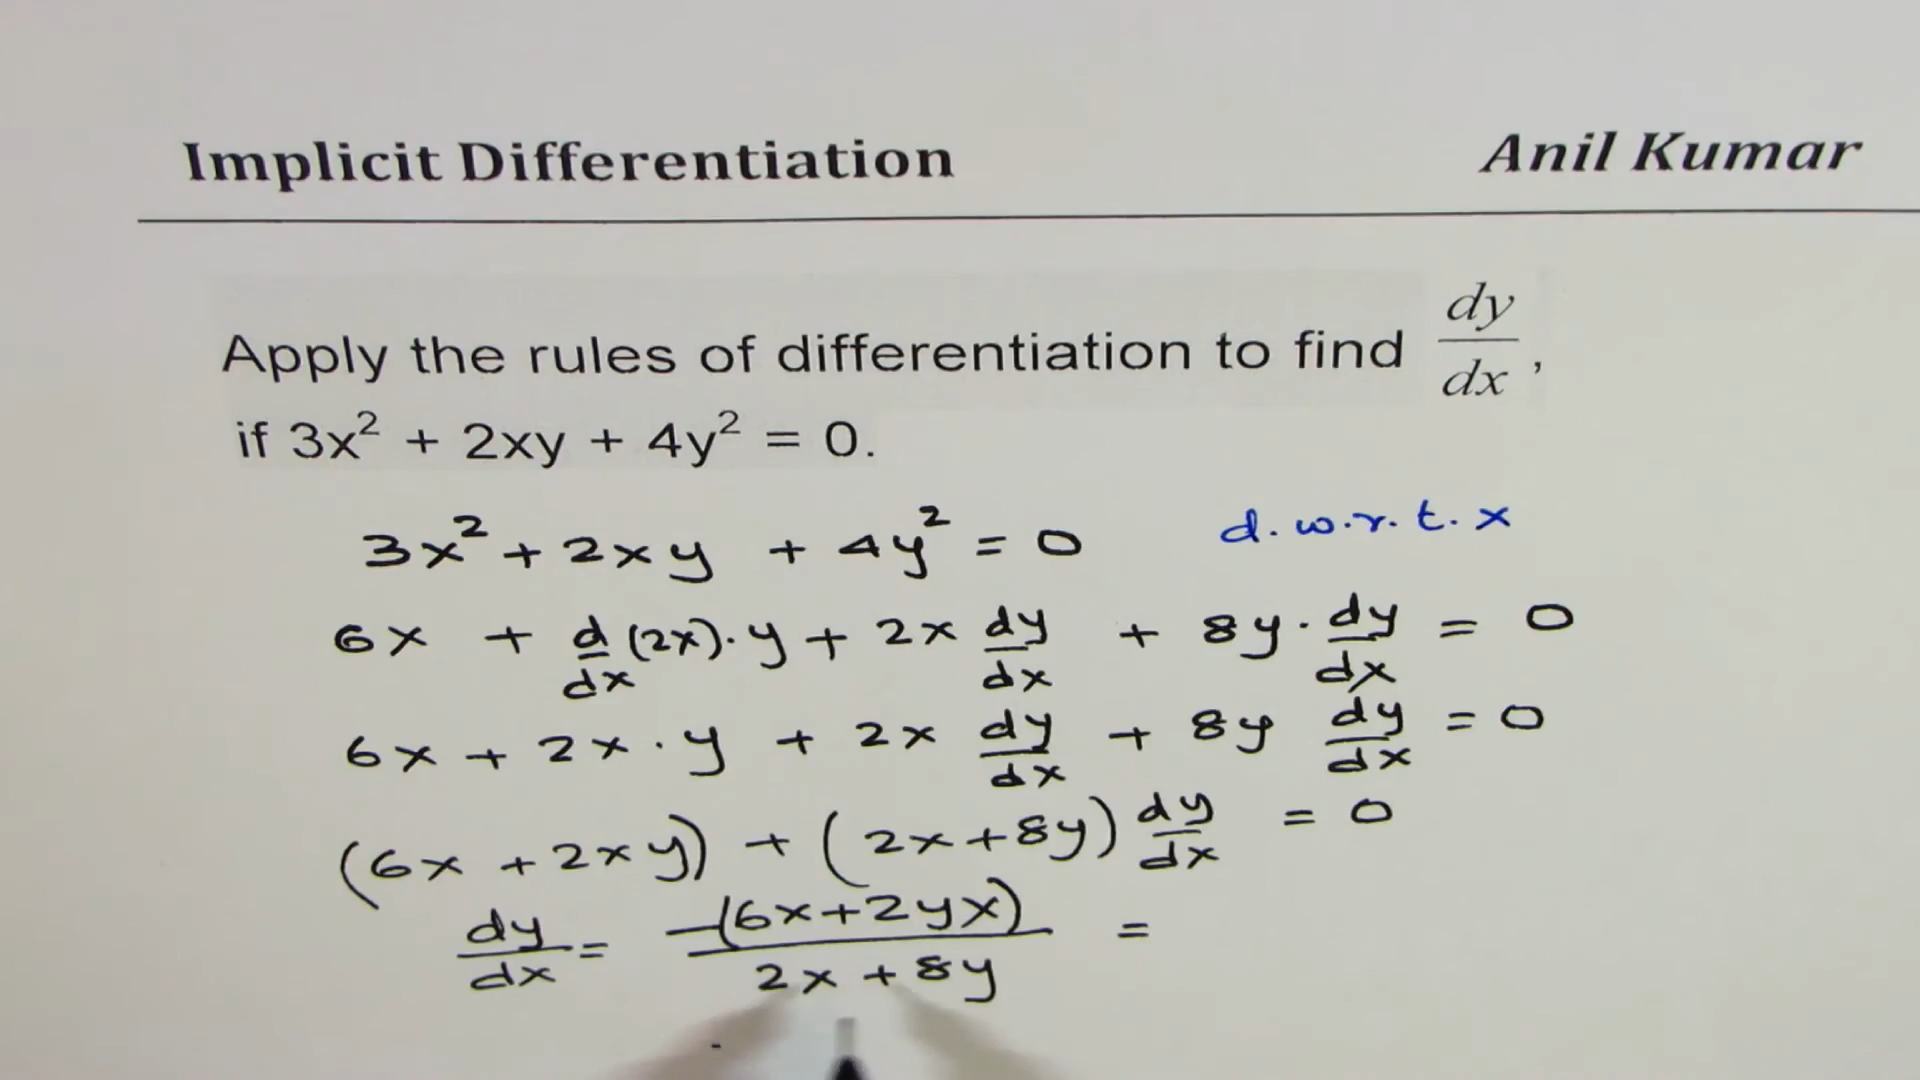 Implicit Differentiation Anil Kumar
Apply the rules of differentiation to find dy/dx,
if 3x² + 2xy + 4y² = 0.
3x² + 2xy + 4y² = 0 d.w.r.t. x
6x + d/dx (2x)·y + 2x dy/dx + 8y · dy/dx = 0
6x + 2x · y + 2x dy/dx + 8y dy/dx = 0
(6x + 2xy) + (2x + 8y) dy/dx = 0
dy/dx = -(6x + 2yx)/2x + 8y =